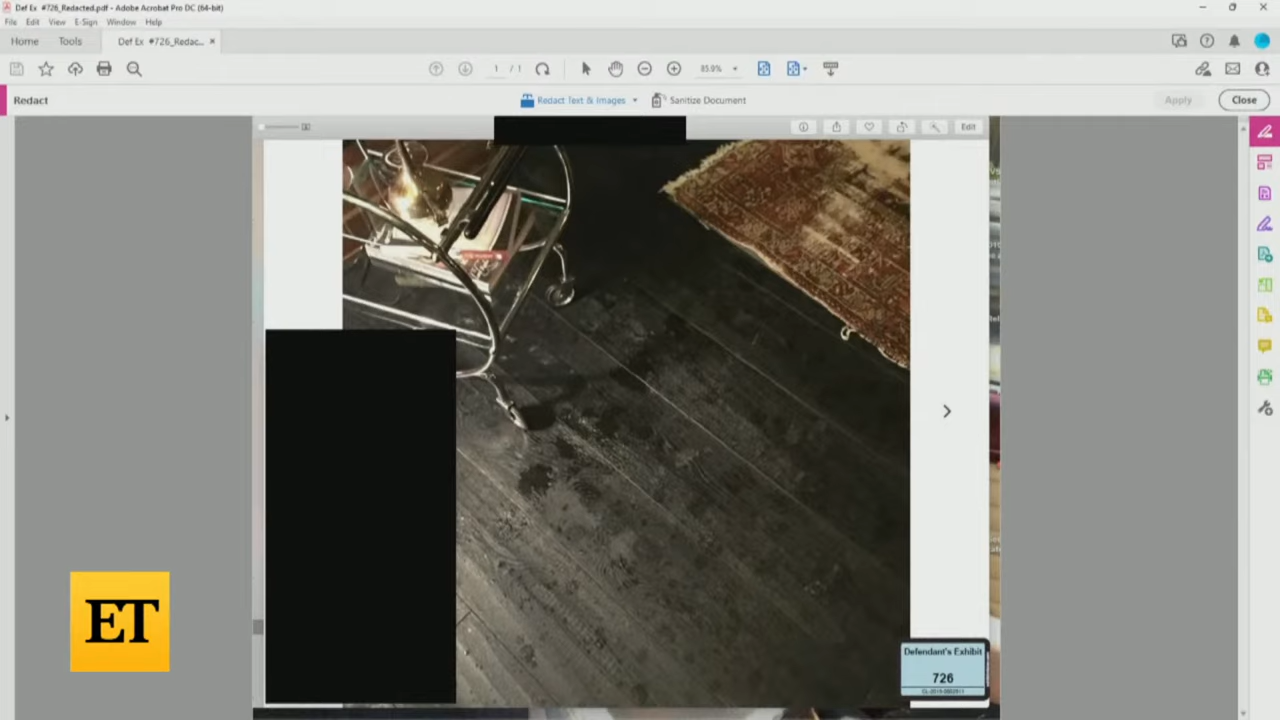 Def Ex #726_Redacted.pdf - Adobe Acrobat Pro DC (64-bit)
File Edit View E-Sign Window Help
Home Tools Def Ex #726_Redac... ×
1 / 1 85.9%
Redact Redact Text & Images Sanitize Document Apply Close
Edit
ET
Defendant's Exhibit
726